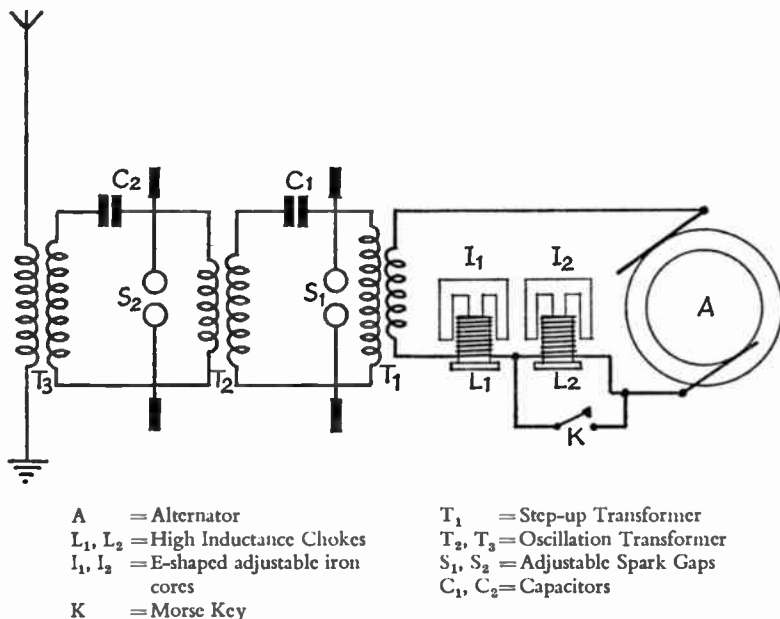 C₂
C₁
I₁ I₂
S₂
S₁
A
T₃
T₂
T₁
L₁
L₂
K
A = Alternator
L₁, L₂ = High Inductance Chokes
I₁, I₂ = E-shaped adjustable iron
cores
K = Morse Key
T₁ = Step-up Transformer
T₂, T₃ = Oscillation Transformer
S₁, S₂ = Adjustable Spark Gaps
C₁, C₂ = Capacitors